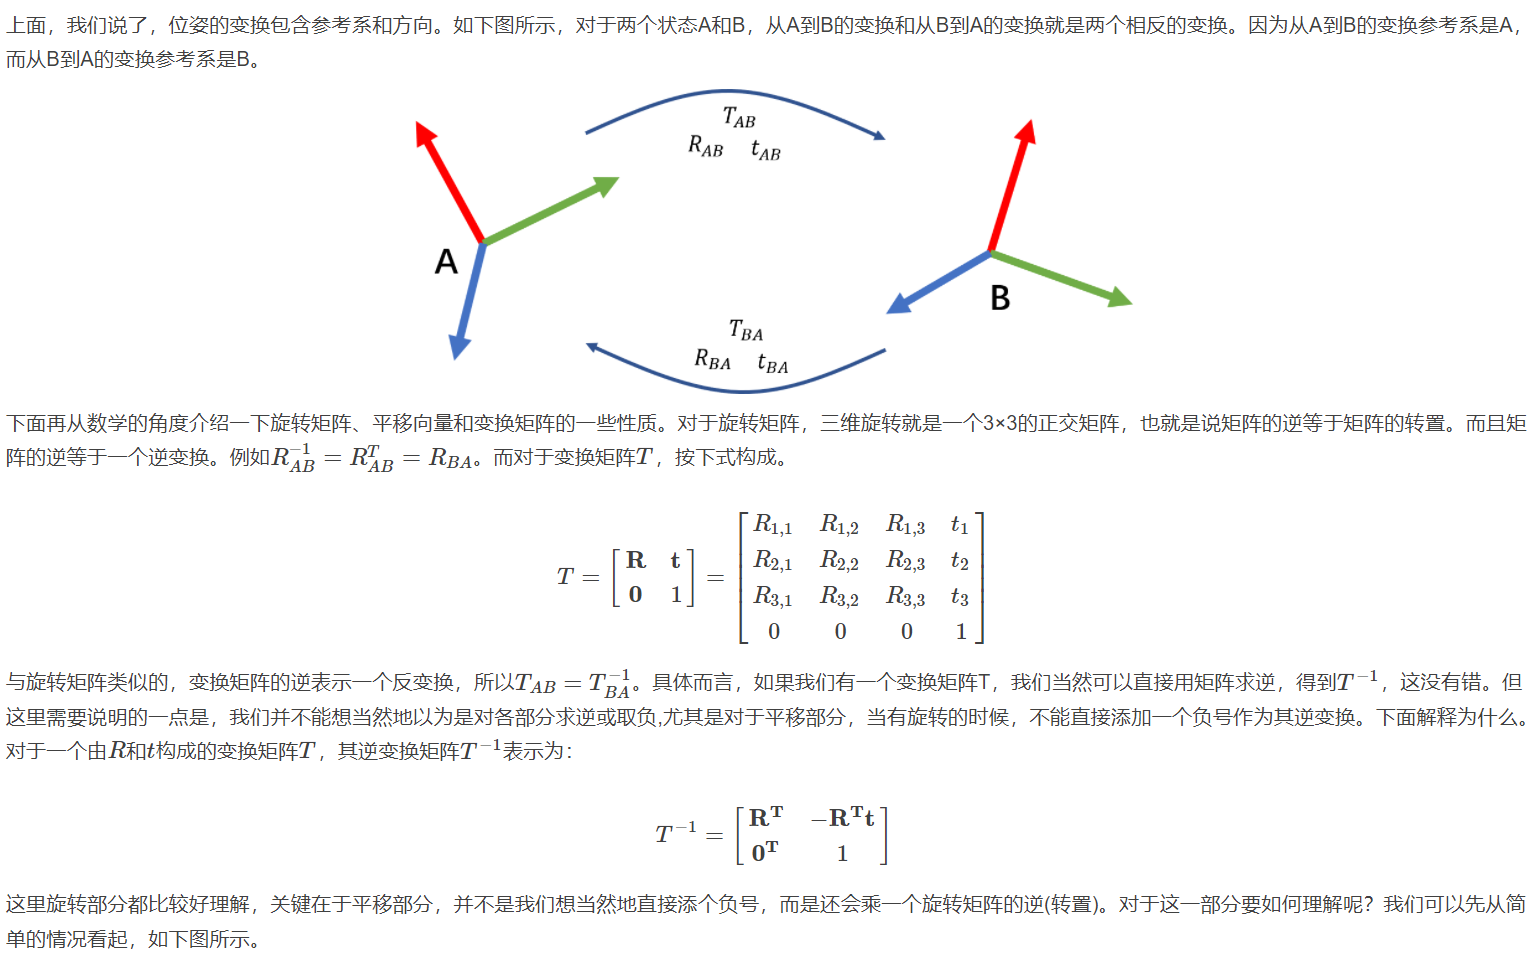 上面，我们说了，位姿的变换包含参考系和方向。如下图所示，对于两个状态A和B，从A到B的变换和从B到A的变换就是两个相反的变换。因为从A到B的变换参考系是A，
而从B到A的变换参考系是B。
T_{AB}
R_{AB} t_{AB}
A
B
T_{BA}
R_{BA} t_{BA}
下面再从数学的角度介绍一下旋转矩阵、平移向量和变换矩阵的一些性质。对于旋转矩阵，三维旋转就是一个3×3的正交矩阵，也就是说矩阵的逆等于矩阵的转置。而且矩
阵的逆等于一个逆变换。例如R_{AB}^{-1} = R_{AB}^{T} = R_{BA}。而对于变换矩阵T，按下式构成。
T = [ R t ; 0 1 ] = [ R_{1,1} R_{1,2} R_{1,3} t_1 ; R_{2,1} R_{2,2} R_{2,3} t_2 ; R_{3,1} R_{3,2} R_{3,3} t_3 ; 0 0 0 1 ]
与旋转矩阵类似的，变换矩阵的逆表示一个反变换，所以T_{AB} = T_{BA}^{-1}。具体而言，如果我们有一个变换矩阵T，我们当然可以直接用矩阵求逆，得到T^{-1}，这没有错。但
这里需要说明的一点是，我们并不能想当然地以为是对各部分求逆或取负,尤其是对于平移部分，当有旋转的时候，不能直接添加一个负号作为其逆变换。下面解释为什么。
对于一个由R和t构成的变换矩阵T，其逆变换矩阵T^{-1}表示为：
T^{-1} = [ R^T -R^T t ; 0^T 1 ]
这里旋转部分都比较好理解，关键在于平移部分，并不是我们想当然地直接添个负号，而是还会乘一个旋转矩阵的逆(转置)。对于这一部分要如何理解呢？我们可以先从简
单的情况看起，如下图所示。